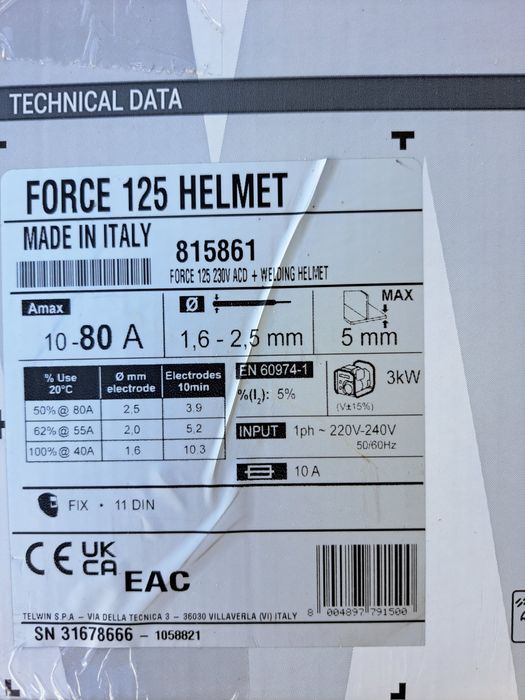 TECHNICAL DATA
FORCE 125 HELMET
MADE IN ITALY
815861
FORCE 125 230V ACD + WELDING HELMET
Amax
10 -80 A
Ø
1,6 - 2,5 mm
MAX
5 mm
% Use 20°C
Ø mm electrode
Electrodes 10min
50% @ 80A 2.5 3.9
62% @ 55A 2.0 5.2
100% @ 40A 1.6 10.3
EN 60974-1
%(I2): 5%
3kW
(V±15%)
INPUT 1ph ~ 220V-240V
50/60Hz
10 A
FIX • 11 DIN
CE UK CA EAC
8 004897 791500
TELWIN S.P.A - VIA DELLA TECNICA 3 - 36030 VILLAVERLA (VI) ITALY
SN 31678666 - 1058821